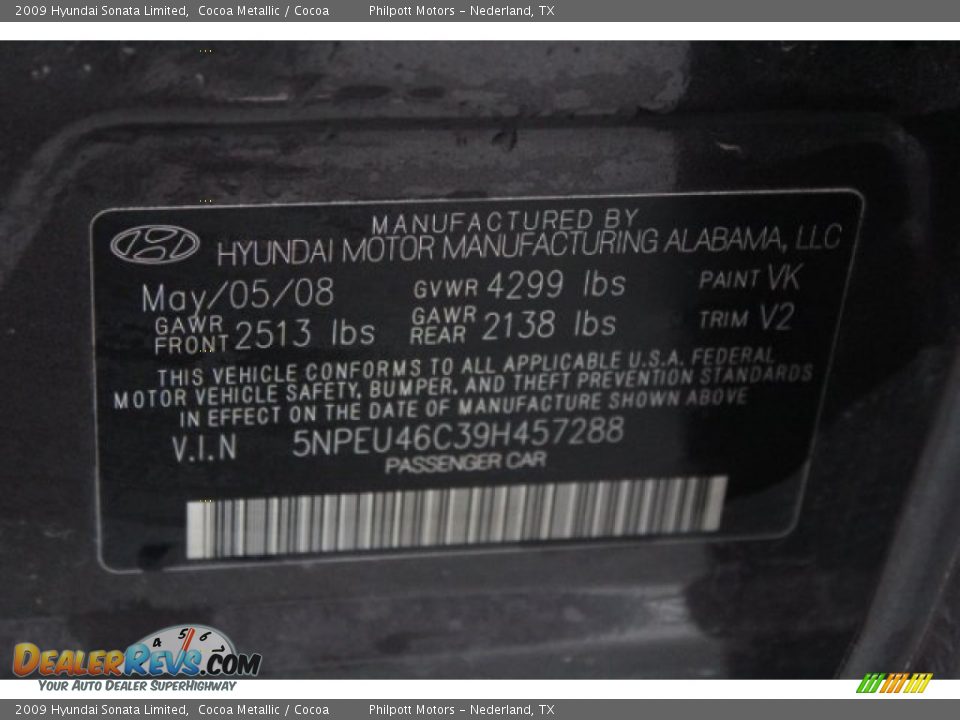 2009 Hyundai Sonata Limited, Cocoa Metallic / Cocoa Philpott Motors - Nederland, TX
MANUFACTURED BY
HYUNDAI MOTOR MANUFACTURING ALABAMA, LLC
May/05/08 GVWR 4299 lbs PAINT VK
GAWR FRONT 2513 lbs GAWR REAR 2138 lbs TRIM V2
THIS VEHICLE CONFORMS TO ALL APPLICABLE U.S.A. FEDERAL
MOTOR VEHICLE SAFETY, BUMPER, AND THEFT PREVENTION STANDARDS
IN EFFECT ON THE DATE OF MANUFACTURE SHOWN ABOVE
V.I.N 5NPEU46C39H457288
PASSENGER CAR
4 5 6
DEALERREVS.COM
YOUR AUTO DEALER SUPERHIGHWAY
2009 Hyundai Sonata Limited, Cocoa Metallic / Cocoa Philpott Motors - Nederland, TX